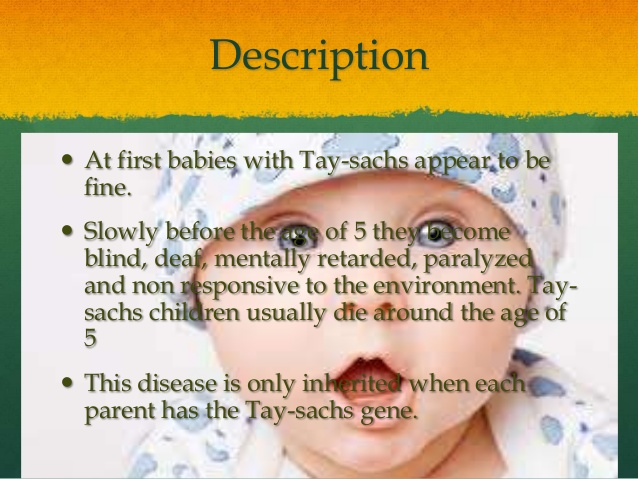 Description
• At first babies with Tay-sachs appear to be
fine.
• Slowly before the age of 5 they become
blind, deaf, mentally retarded, paralyzed
and non responsive to the environment. Tay-
sachs children usually die around the age of
5
• This disease is only inherited when each
parent has the Tay-sachs gene.